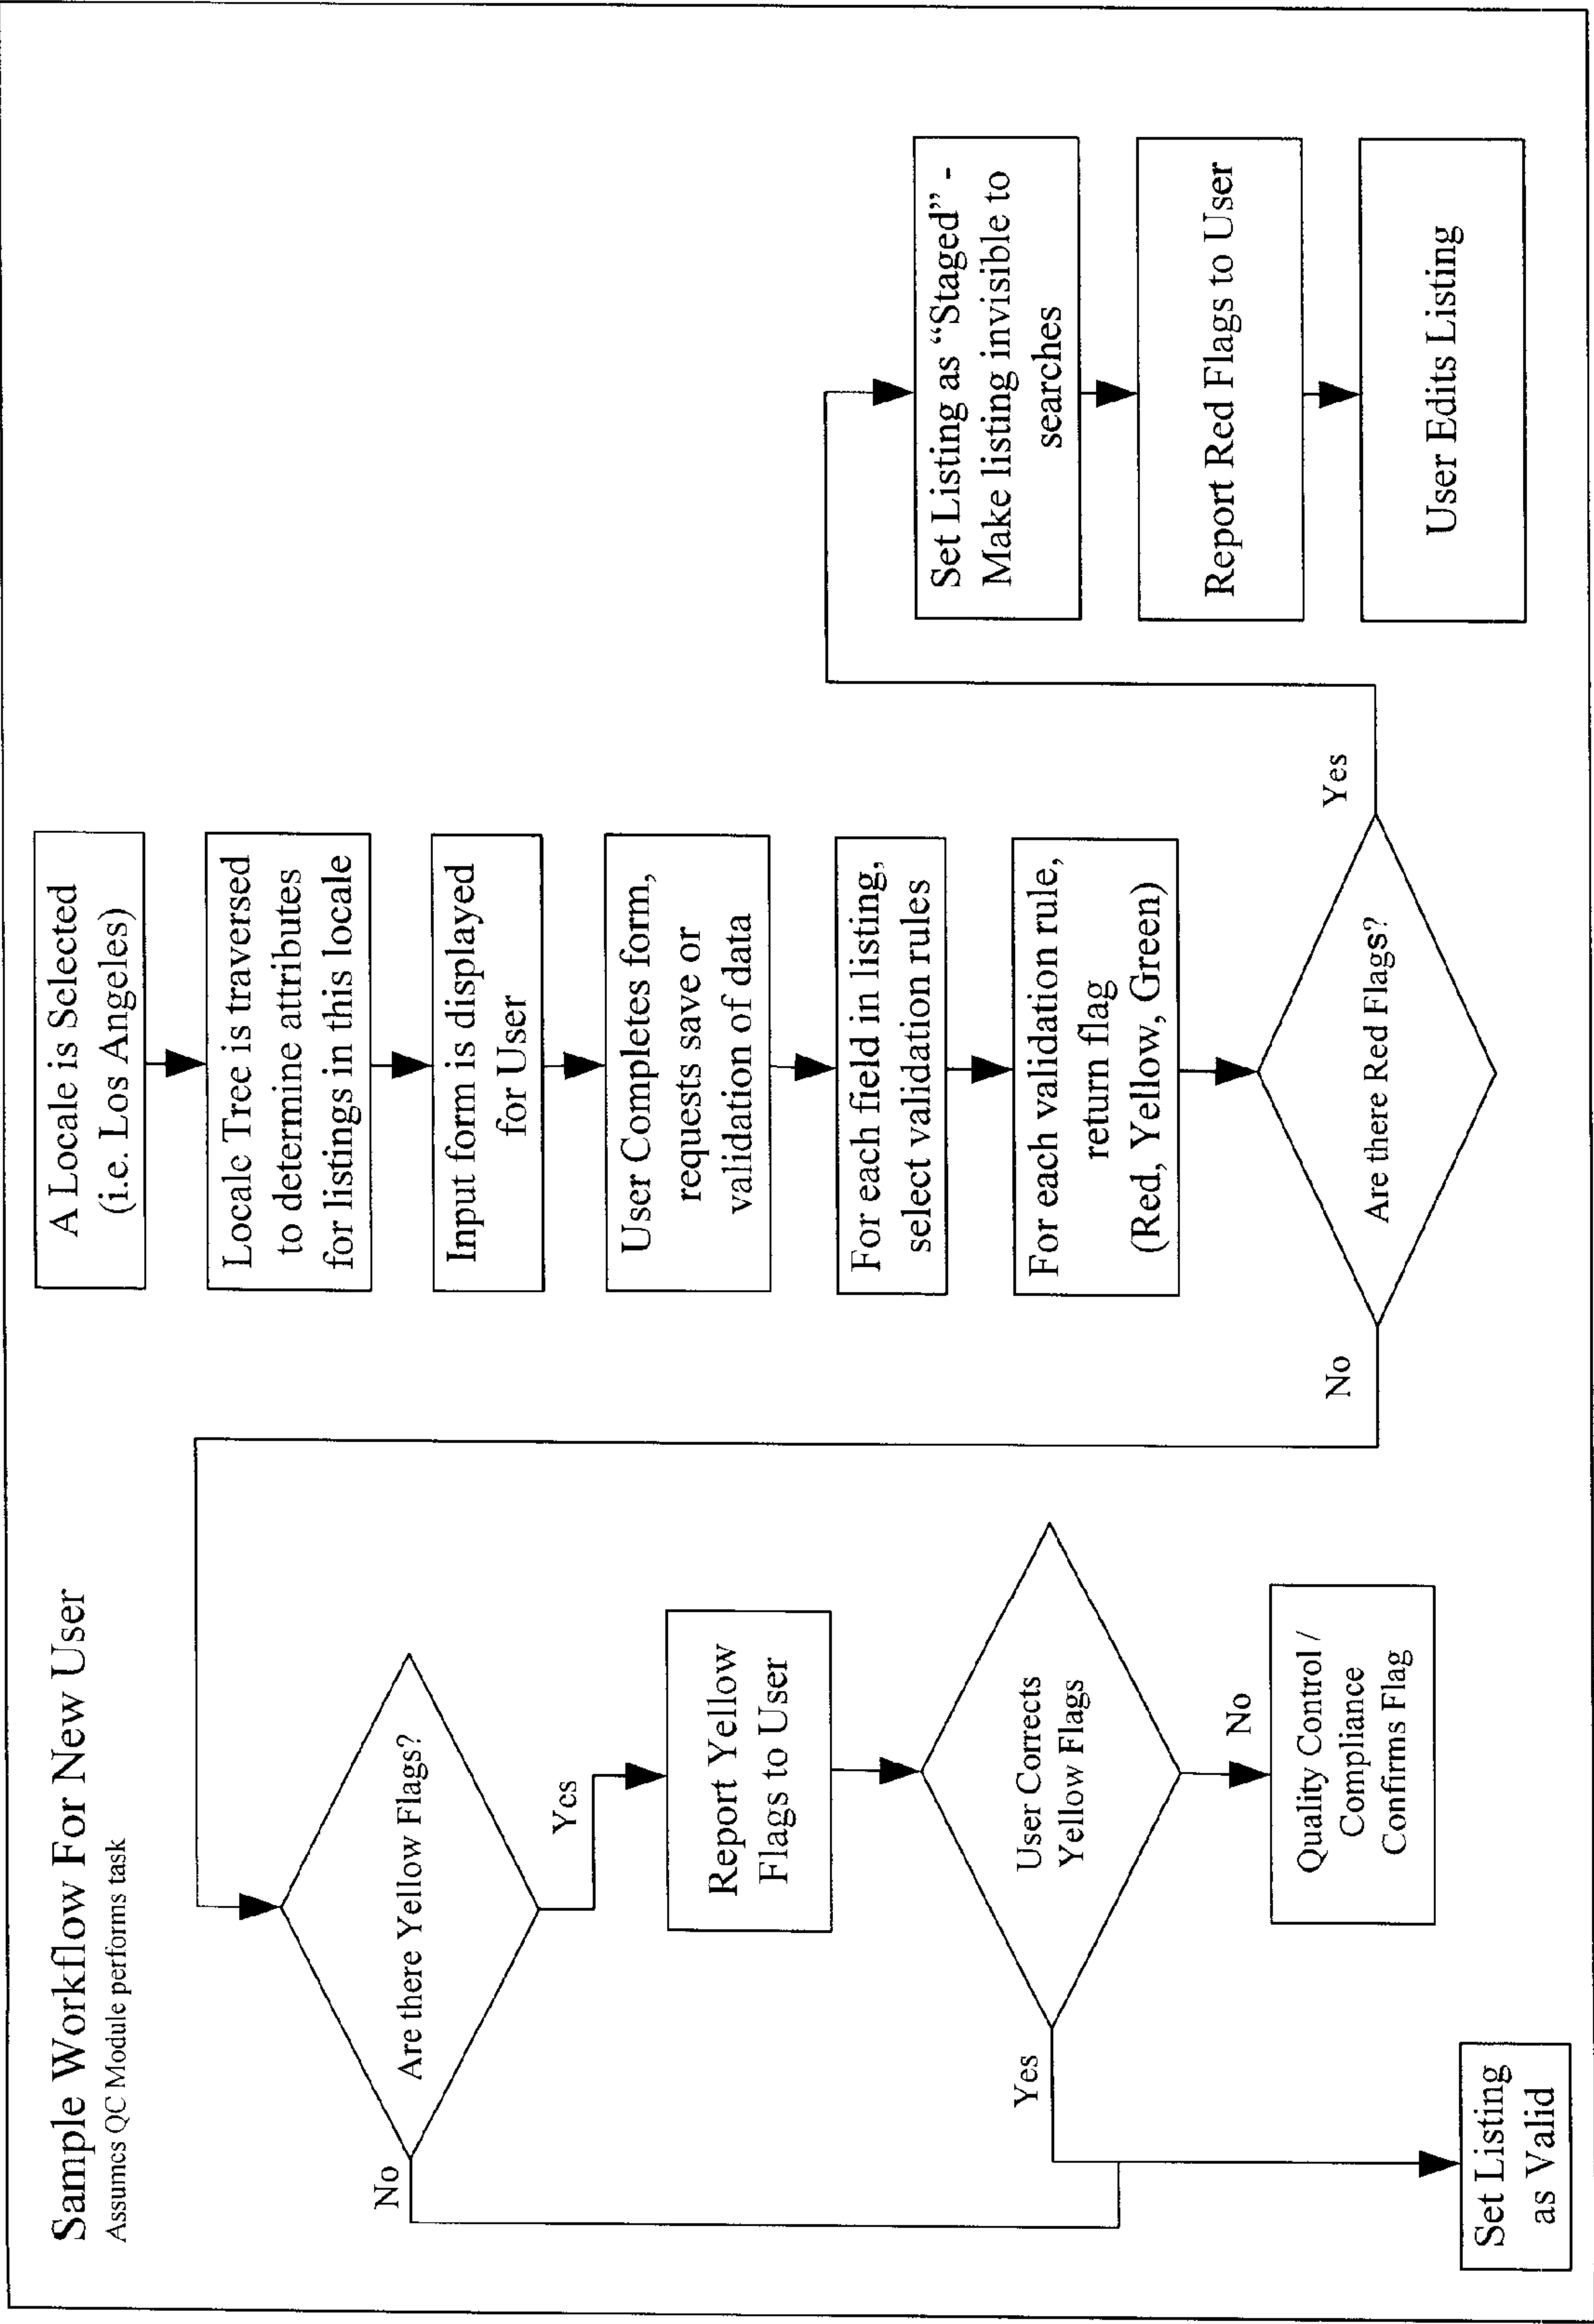 Sample Workflow For New User
Assumes QC Module performs task
A Locale is Selected
(i.e. Los Angeles)
Locale Tree is traversed
to determine attributes
for listings in this locale
Input form is displayed
for User
User Completes form,
requests save or
validation of data
For each field in listing,
select validation rules
For each validation rule,
return flag
(Red, Yellow, Green)
Are there Red Flags?
Yes
No
Set Listing as “Staged” -
Make listing invisible to
searches
Report Red Flags to User
User Edits Listing
Are there Yellow Flags?
No
Yes
Report Yellow
Flags to User
User Corrects
Yellow Flags
Yes
No
Quality Control /
Compliance
Confirms Flag
Set Listing
as Valid